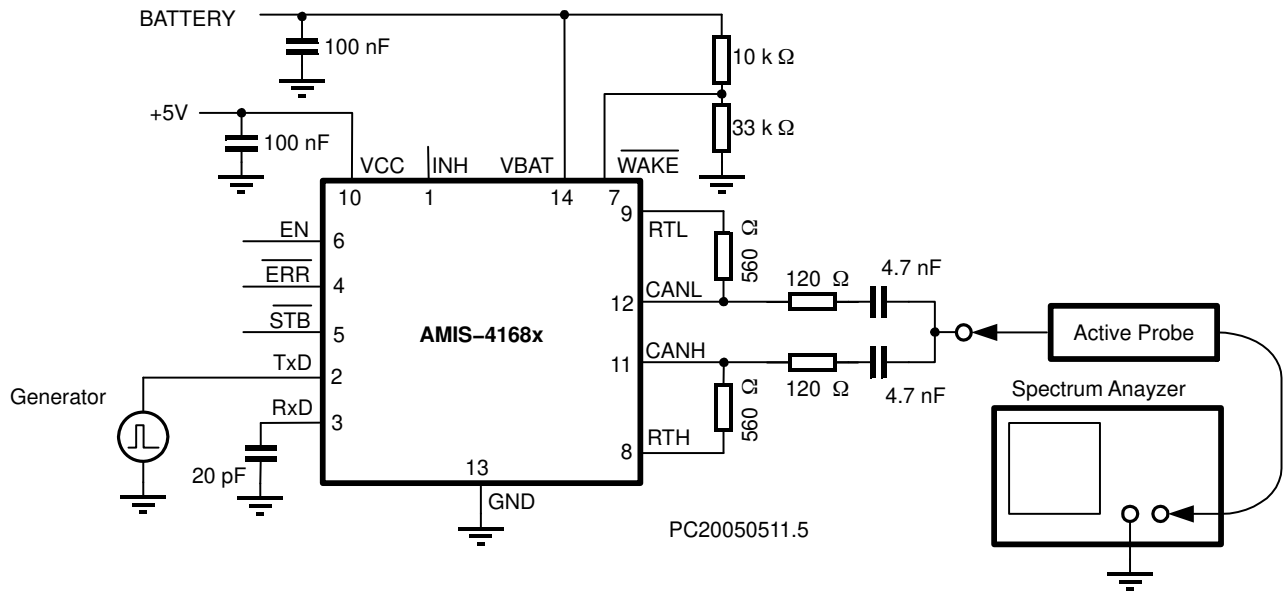 BATTERY
100 nF
10 k Ω
+5V
100 nF
33 k Ω
VCC
INH
VBAT
WAKE
10
1
14
7
9
RTL
560 Ω
EN
6
ERR
4
STB
5
AMIS–4168x
12
CANL
120 Ω
4.7 nF
Active Probe
11
CANH
120 Ω
4.7 nF
560 Ω
TxD
2
Generator
RxD
3
20 pF
8
RTH
13
GND
Spectrum Anayzer
PC20050511.5